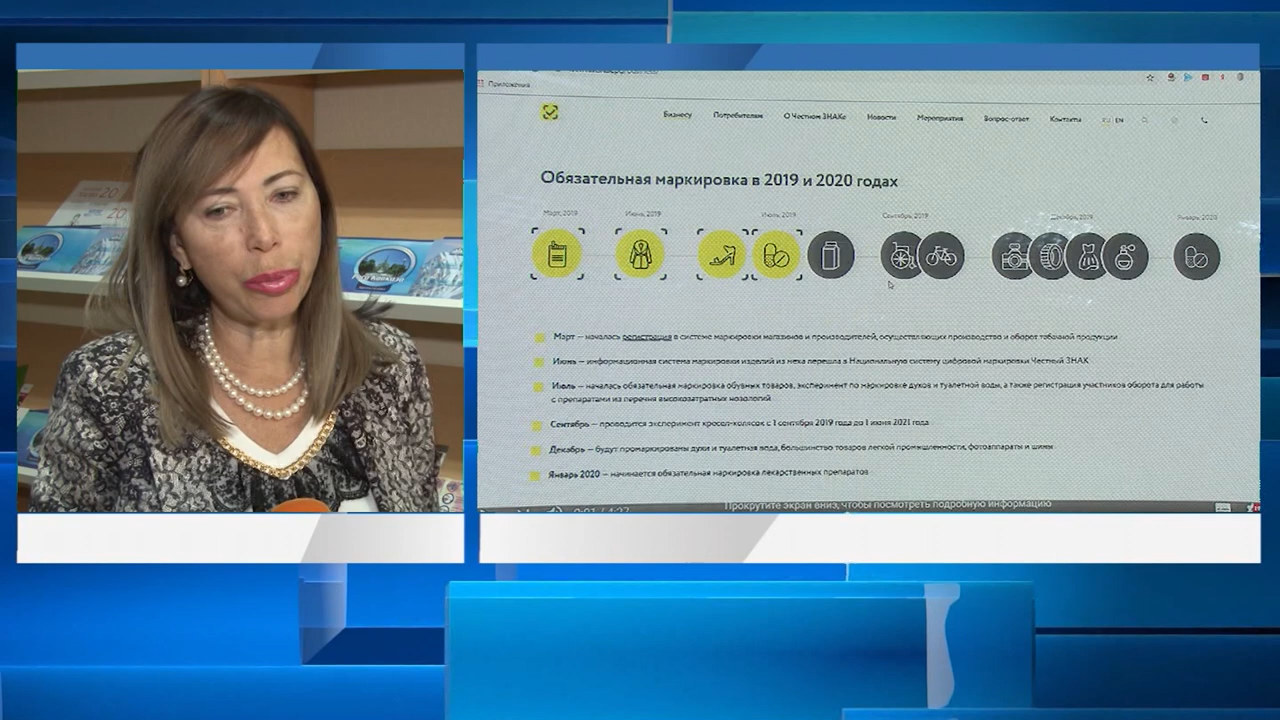 Приложения
Бизнесу Потребителям О Честном ЗНАКе Новости Мероприятия Вопрос-ответ Контакты RU EN
Обязательная маркировка в 2019 и 2020 годах
Март, 2019 Июнь, 2019 Июль, 2019 Сентябрь, 2019 Декабрь, 2019 Январь, 2020
Март — началась регистрация в системе маркировки магазинов и производителей, осуществляющих производство и оборот табачной продукции
Июнь — информационная система маркировки изделий из меха перешла в Национальную систему цифровой маркировки Честный ЗНАК
Июль — началась обязательная маркировка обувных товаров, эксперимент по маркировке духов и туалетной воды, а также регистрация участников оборота для работы
с препаратами из перечня высокозатратных нозологий
Сентябрь — проводится эксперимент кресел-колясок с 1 сентября 2019 года по 1 июня 2021 года
Декабрь — будут промаркированы духи и туалетная вода, большинство товаров легкой промышленности, фотоаппараты и шины
Январь 2020 — начинается обязательная маркировка лекарственных препаратов
Прокрутите экран вниз, чтобы посмотреть подробную информацию
20
20